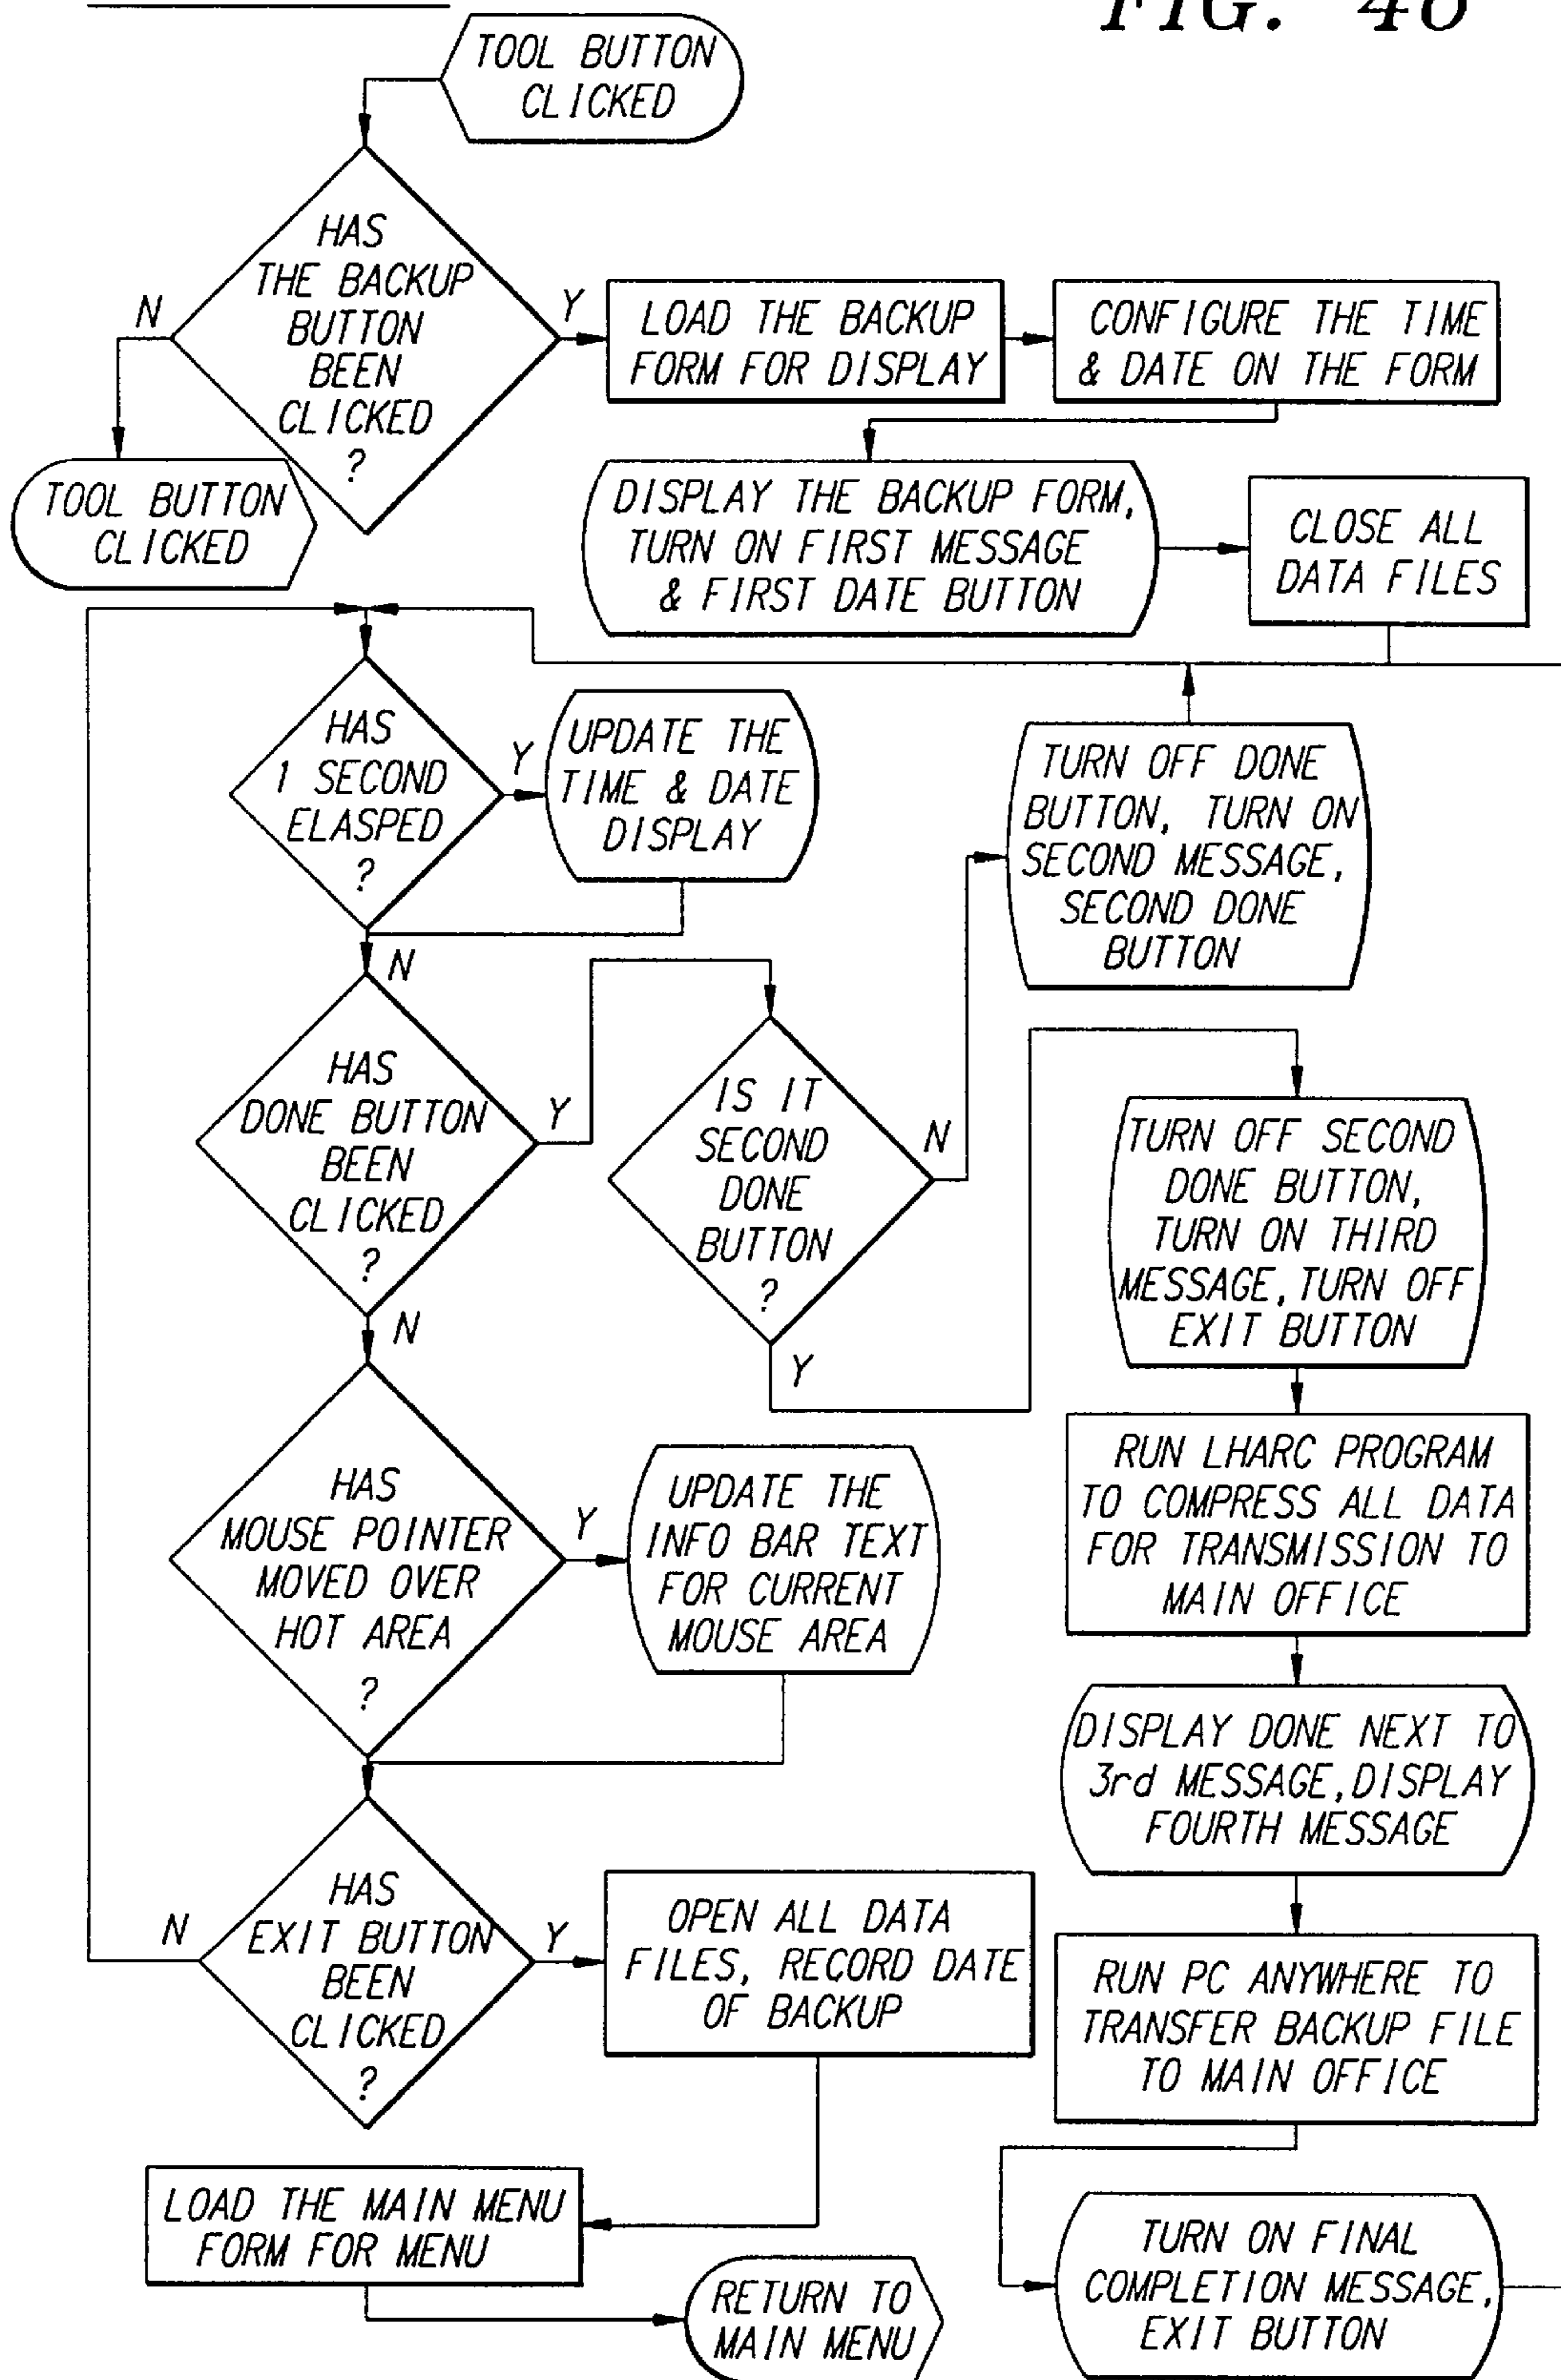 FIG. 46
TOOL BUTTON
CLICKED
HAS
THE BACKUP
BUTTON
BEEN
CLICKED
?
N
Y
LOAD THE BACKUP
FORM FOR DISPLAY
CONFIGURE THE TIME
& DATE ON THE FORM
TOOL BUTTON
CLICKED
DISPLAY THE BACKUP FORM,
TURN ON FIRST MESSAGE
& FIRST DATE BUTTON
CLOSE ALL
DATA FILES
HAS
1 SECOND
ELASPED
?
Y
UPDATE THE
TIME & DATE
DISPLAY
TURN OFF DONE
BUTTON, TURN ON
SECOND MESSAGE,
SECOND DONE
BUTTON
N
HAS
DONE BUTTON
BEEN
CLICKED
?
Y
IS IT
SECOND
DONE
BUTTON
?
N
TURN OFF SECOND
DONE BUTTON,
TURN ON THIRD
MESSAGE, TURN OFF
EXIT BUTTON
N
Y
HAS
MOUSE POINTER
MOVED OVER
HOT AREA
?
Y
UPDATE THE
INFO BAR TEXT
FOR CURRENT
MOUSE AREA
RUN LHARC PROGRAM
TO COMPRESS ALL DATA
FOR TRANSMISSION TO
MAIN OFFICE
DISPLAY DONE NEXT TO
3rd MESSAGE, DISPLAY
FOURTH MESSAGE
HAS
EXIT BUTTON
BEEN
CLICKED
?
N
Y
OPEN ALL DATA
FILES, RECORD DATE
OF BACKUP
RUN PC ANYWHERE TO
TRANSFER BACKUP FILE
TO MAIN OFFICE
LOAD THE MAIN MENU
FORM FOR MENU
RETURN TO
MAIN MENU
TURN ON FINAL
COMPLETION MESSAGE,
EXIT BUTTON